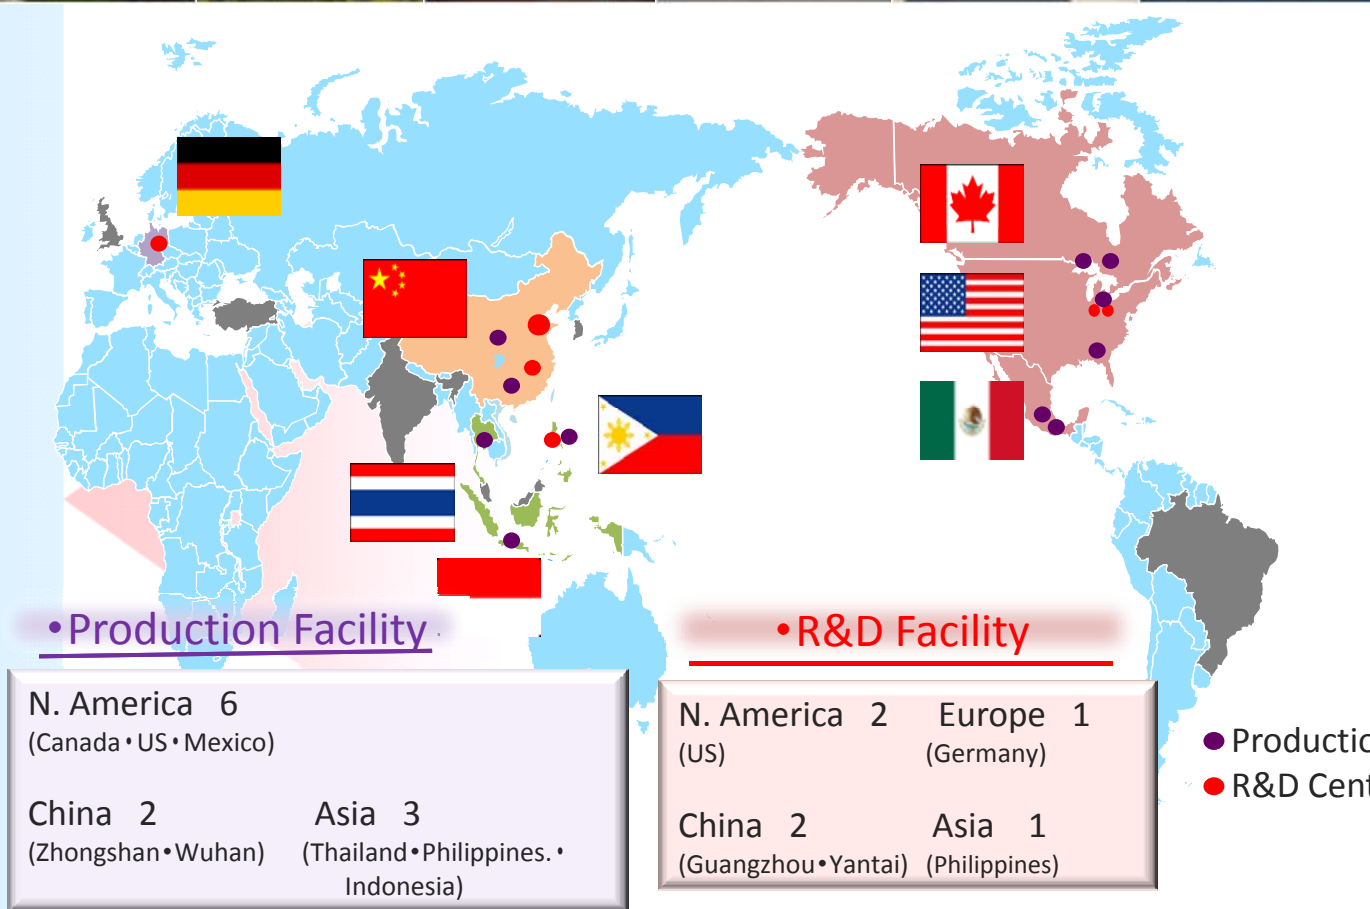 •Production Facility
N. America 6
(Canada・US・Mexico)
China 2
(Zhongshan•Wuhan)
Asia 3
(Thailand•Philippines.・
Indonesia)
•R&D Facility
N. America 2
(US)
Europe 1
(Germany)
China 2
(Guangzhou•Yantai)
Asia 1
(Philippines)
Productio
R&D Cent